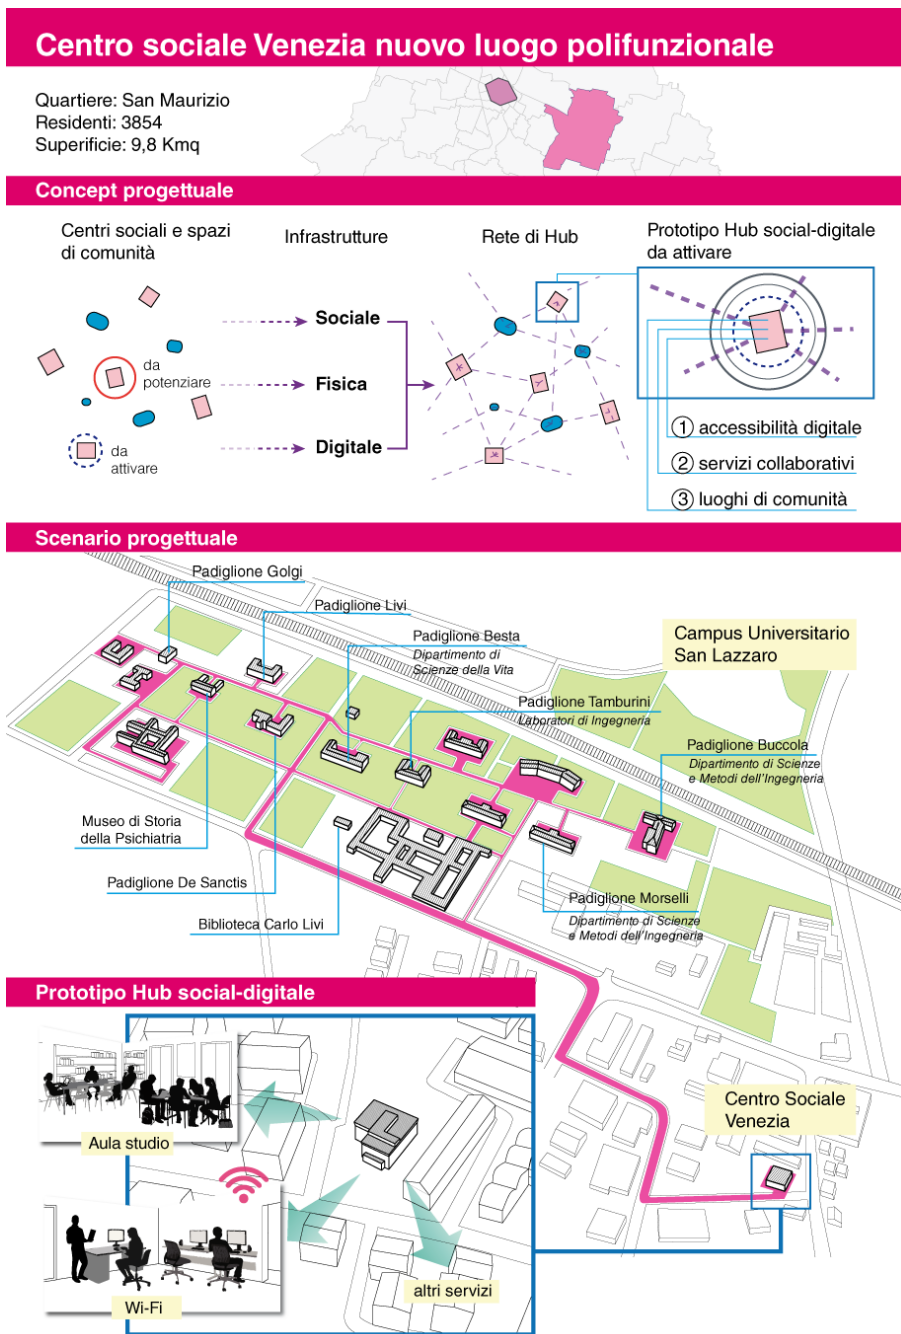 Centro sociale Venezia nuovo luogo polifunzionale
Quartiere: San Maurizio
Residenti: 3854
Superificie: 9,8 Kmq
Concept progettuale
Centri sociali e spazi
di comunità
Infrastrutture
Rete di Hub
Prototipo Hub social-digitale
da attivare
da
potenziare
da
attivare
Sociale
Fisica
Digitale
1 accessibilità digitale
2 servizi collaborativi
3 luoghi di comunità
Scenario progettuale
Padiglione Golgi
Padiglione Livi
Padiglione Besta
Dipartimento di
Scienze della Vita
Campus Universitario
San Lazzaro
Padiglione Tamburini
Laboratori di Ingegneria
Padiglione Buccola
Dipartimento di Scienze
e Metodi dell'Ingegneria
Museo di Storia
della Psichiatria
Padiglione De Sanctis
Biblioteca Carlo Livi
Padiglione Morselli
Dipartimento di Scienze
e Metodi dell'Ingegneria
Prototipo Hub social-digitale
Centro Sociale
Venezia
Aula studio
Wi-Fi
altri servizi